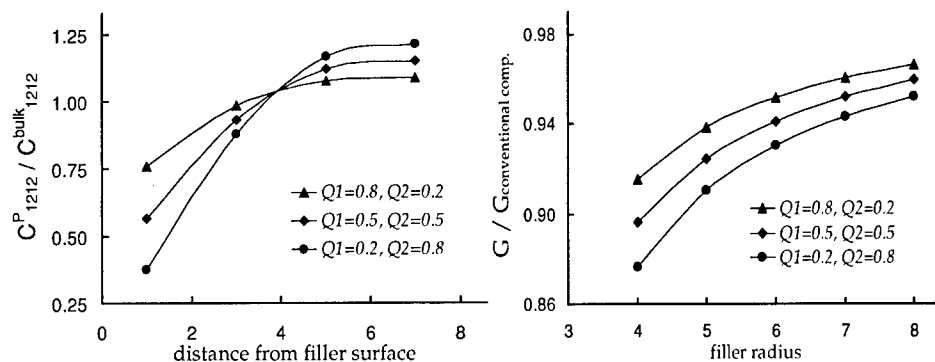 C^P_1212 / C^bulk_1212
1.25
1.00
0.75
0.50
0.25
Q1=0.8, Q2=0.2
Q1=0.5, Q2=0.5
Q1=0.2, Q2=0.8
0 2 4 6 8
distance from filler surface
G / Gconventional comp.
0.98
0.94
0.90
0.86
Q1=0.8, Q2=0.2
Q1=0.5, Q2=0.5
Q1=0.2, Q2=0.8
3 4 5 6 7 8
filler radius